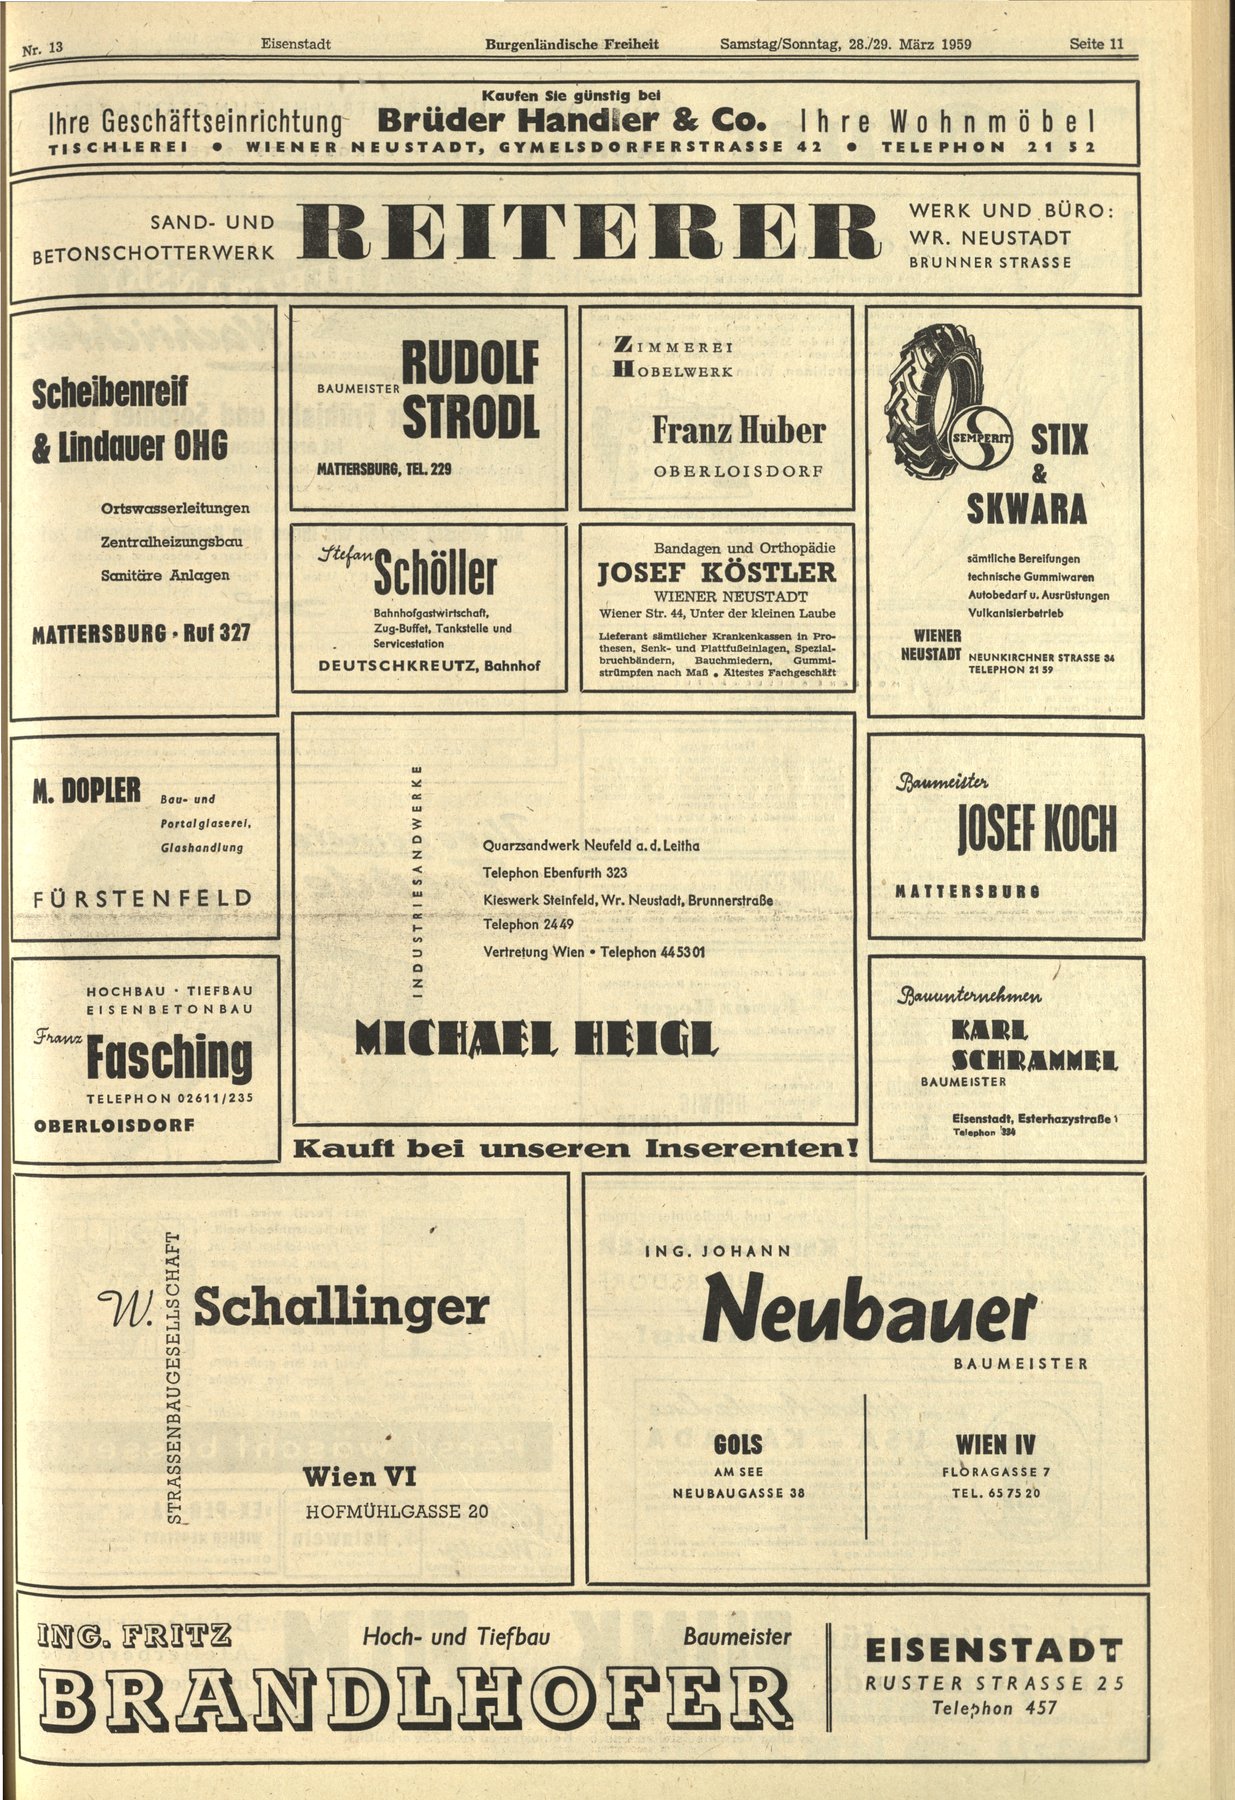 Nr. 13 Eisenstadt Burgenländische Freiheit Samstag/Sonntag, 28./29. März 1959 Seite 11
Kaufen Sie günstig bei
Ihre Geschäftseinrichtung Brüder Handler & Co. Ihre Wohnmöbel
TISCHLEREI • WIENER NEUSTADT, GYMELSDORFERSTRASSE 42 • TELEPHON 21 52
SAND- UND
BETONSCHOTTERWERK
REITERER
WERK UND BÜRO:
WR. NEUSTADT
BRUNNER STRASSE
Scheibenreif
& Lindauer OHG
Ortswasserleitungen
Zentralheizungsbau
Sanitäre Anlagen
MATTERSBURG · Ruf 327
BAUMEISTER
RUDOLF
STRODL
MATTERSBURG, TEL. 229
ZIMMEREI
HOBELWERK
Franz Huber
OBERLOISDORF
SEMPERIT
STIX
&
SKWARA
sämtliche Bereifungen
technische Gummiwaren
Autobedarf u. Ausrüstungen
Vulkanisierbetrieb
WIENER
NEUSTADT
NEUNKIRCHNER STRASSE 34
TELEPHON 21 59
Stefan
Schöller
Bahnhofgastwirtschaft,
Zug-Buffet, Tankstelle und
Servicestation
DEUTSCHKREUTZ, Bahnhof
Bandagen und Orthopädie
JOSEF KÖSTLER
WIENER NEUSTADT
Wiener Str. 44, Unter der kleinen Laube
Lieferant sämtlicher Krankenkassen in Pro-
thesen, Senk- und Plattfußeinlagen, Spezial-
bruchbändern, Bauchmiedern, Gummi-
strümpfen nach Maß • Ältestes Fachgeschäft
M. DOPLER
Bau- und
Portalglaserei,
Glashandlung
FÜRSTENFELD
INDUSTRIESANDWERKE
Quarzsandwerk Neufeld a. d. Leitha
Telephon Ebenfurth 323
Kieswerk Steinfeld, Wr. Neustadt, Brunnerstraße
Telephon 24 49
Vertretung Wien • Telephon 44 53 01
MICHAEL HEIGL
Baumeister
JOSEF KOCH
MATTERSBURG
HOCHBAU · TIEFBAU
EISENBETONBAU
Franz
Fasching
TELEPHON 02611/235
OBERLOISDORF
Bauunternehmen
KARL
SCHRAMMEL
BAUMEISTER
Eisenstadt, Esterhazystraße 1
Telephon 334
Kauft bei unseren Inserenten!
STRASSENBAUGESELLSCHAFT
W. Schallinger
Wien VI
HOFMÜHLGASSE 20
ING. JOHANN
Neubauer
BAUMEISTER
GOLS
AM SEE
NEUBAUGASSE 38
WIEN IV
FLORAGASSE 7
TEL. 65 75 20
ING. FRITZ Hoch- und Tiefbau Baumeister
BRANDLHOFER
EISENSTADT
RUSTER STRASSE 25
Telephon 457